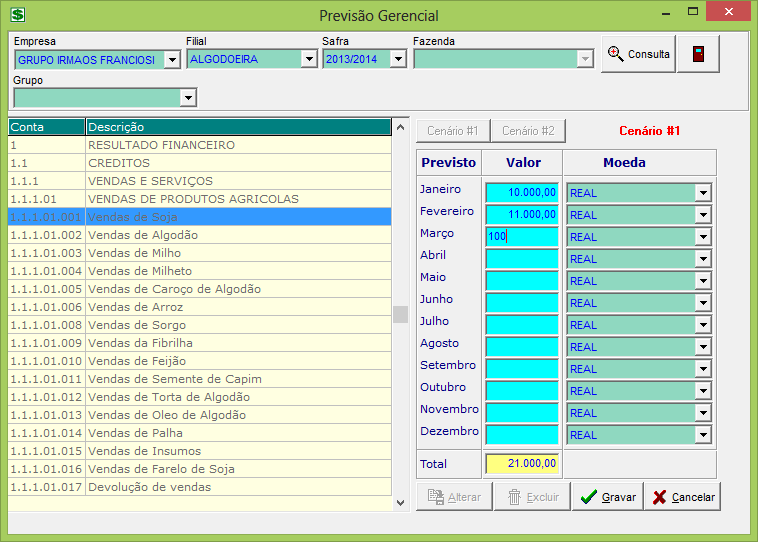 Previsão Gerencial
Empresa Filial Safra Fazenda
GRUPO IRMAOS FRANCIOSI ALGODOEIRA 2013/2014 Consulta
Grupo
Conta Descrição
1 RESULTADO FINANCEIRO
1.1 CREDITOS
1.1.1 VENDAS E SERVIÇOS
1.1.1.01 VENDAS DE PRODUTOS AGRICOLAS
1.1.1.01.001 Vendas de Soja
1.1.1.01.002 Vendas de Algodão
1.1.1.01.003 Vendas de Milho
1.1.1.01.004 Vendas de Milheto
1.1.1.01.005 Vendas de Caroço de Algodão
1.1.1.01.006 Vendas de Arroz
1.1.1.01.008 Vendas de Sorgo
1.1.1.01.009 Vendas da Fibrilha
1.1.1.01.010 Vendas de Feijão
1.1.1.01.011 Vendas de Semente de Capim
1.1.1.01.012 Vendas de Torta de Algodão
1.1.1.01.013 Vendas de Oleo de Algodão
1.1.1.01.014 Vendas de Palha
1.1.1.01.015 Vendas de Insumos
1.1.1.01.016 Vendas de Farelo de Soja
1.1.1.01.017 Devolução de vendas
Cenário #1 Cenário #2 Cenário #1
Previsto Valor Moeda
Janeiro 10.000,00 REAL
Fevereiro 11.000,00 REAL
Março 100 REAL
Abril REAL
Maio REAL
Junho REAL
Julho REAL
Agosto REAL
Setembro REAL
Outubro REAL
Novembro REAL
Dezembro REAL
Total 21.000,00
Alterar Excluir Gravar Cancelar